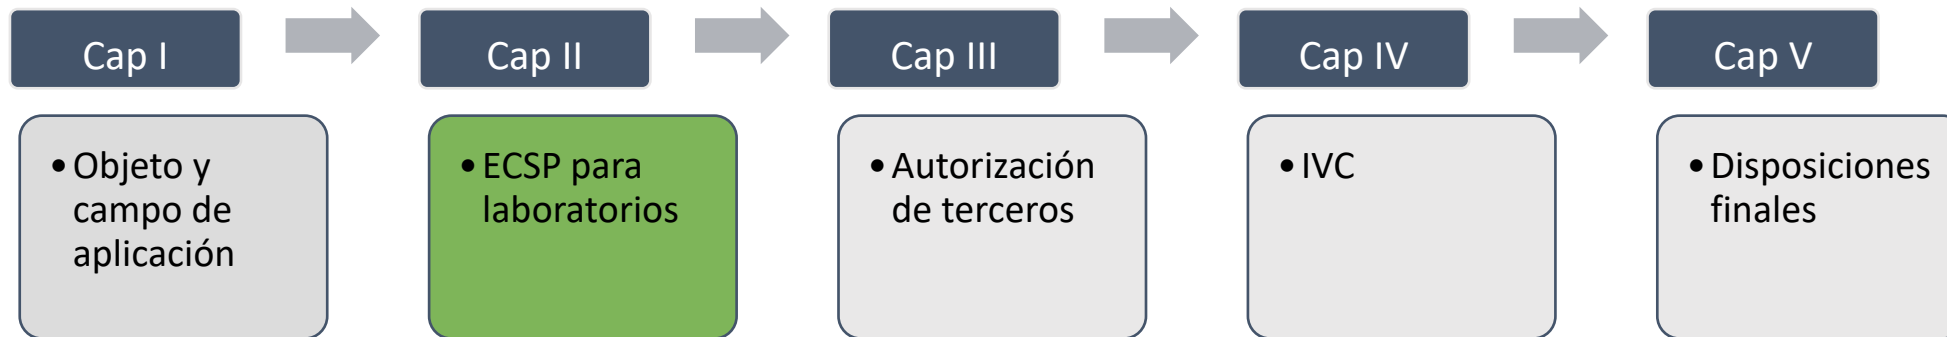 Cap I
• Objeto y
campo de
aplicación
Cap II
• ECSP para
laboratorios
Cap III
• Autorización
de terceros
Cap IV
• IVC
Cap V
• Disposiciones
finales